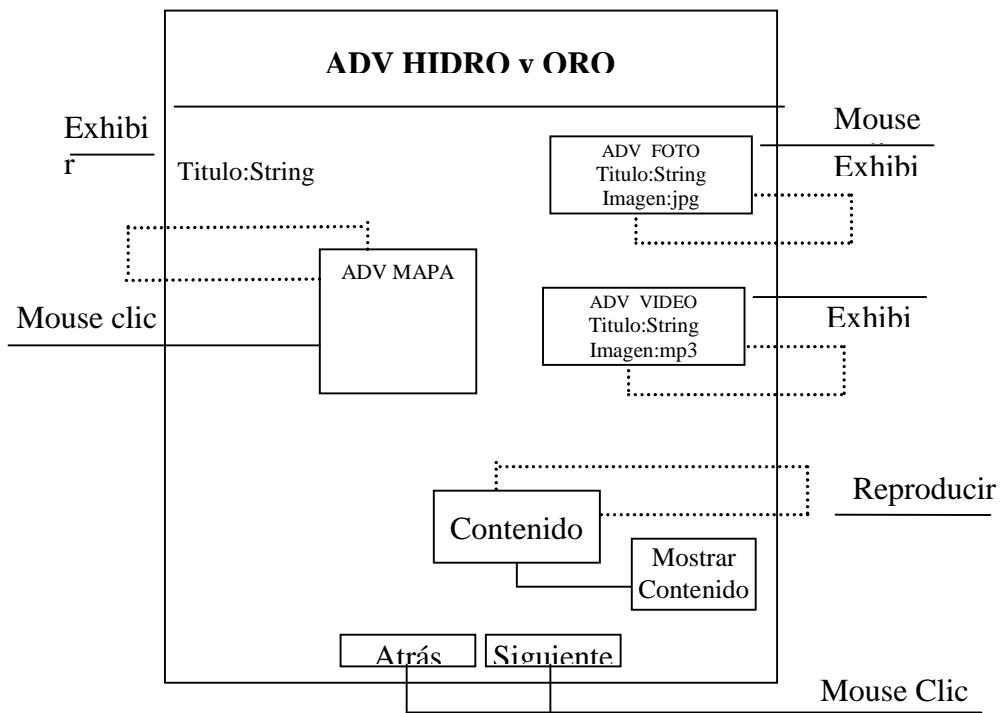 ADV HIDRO y ORO
Exhibi
r
Titulo:String
ADV FOTO
Titulo:String
Imagen:jpg
Mouse
Exhibi
ADV MAPA
Mouse clic
ADV VIDEO
Titulo:String
Imagen:mp3
Exhibi
Contenido
Reproducir
Mostrar
Contenido
Atrás
Siguiente
Mouse Clic